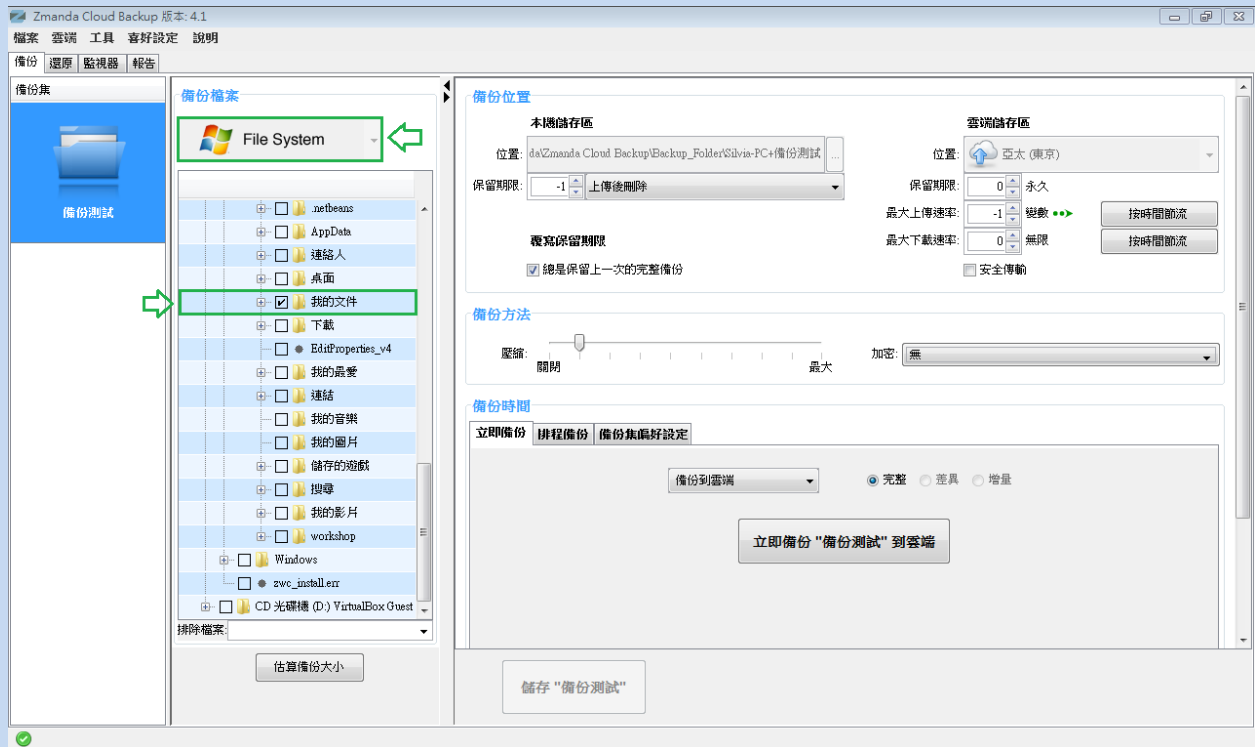 Zmanda Cloud Backup 版本: 4.1
檔案 雲端 工具 喜好設定 說明
備份 還原 監視器 報告
備份集
備份測試
備份檔案
File System
.netbeans
AppData
連絡人
桌面
我的文件
下載
EditProperties_v4
我的最愛
連結
我的音樂
我的圖片
儲存的遊戲
搜尋
我的影片
workshop
Windows
zwc_install.err
CD 光碟機 (D:) VirtualBox Guest
排除檔案:
估算備份大小
備份位置
本機儲存區
位置: da\Zmanda Cloud Backup\Backup_Folder\Silvia-PC+備份測試 ...
保留期限: -1 上傳後刪除
覆寫保留期限
總是保留上一次的完整備份
雲端儲存區
位置: 亞太 (東京)
保留期限: 0 永久
最大上傳速率: -1 變數 按時間節流
最大下載速率: 0 無限 按時間節流
安全傳輸
備份方法
壓縮:
關閉 最大
加密: 無
備份時間
立即備份 排程備份 備份集偏好設定
備份到雲端 完整 差異 增量
立即備份 "備份測試" 到雲端
儲存 "備份測試"